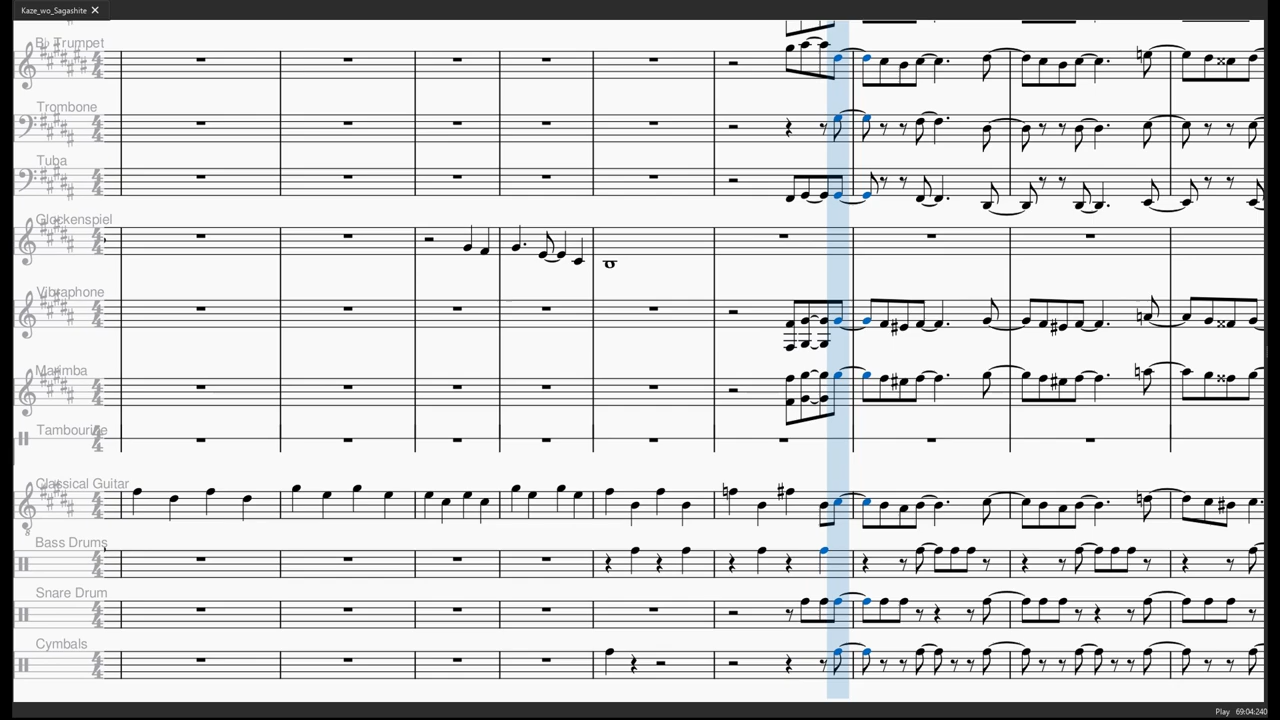 Kaze_wo_Sagashite
B♭ Trumpet
Trombone
Tuba
Glockenspiel
Vibraphone
Marimba
Tambourine
Classical Guitar
Bass Drums
Snare Drum
Cymbals
Play 69:04:240